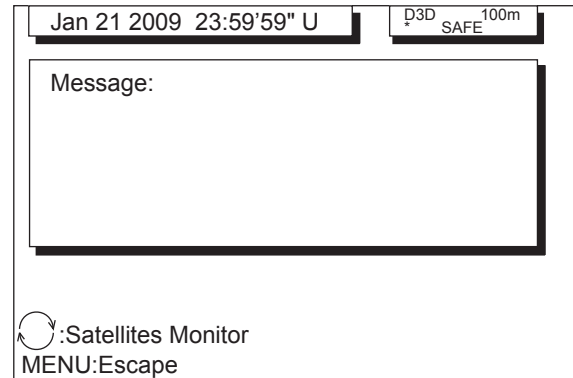 Jan 21 2009 23:59’59" U
D3D 100m
* SAFE
Message:
:Satellites Monitor
MENU:Escape